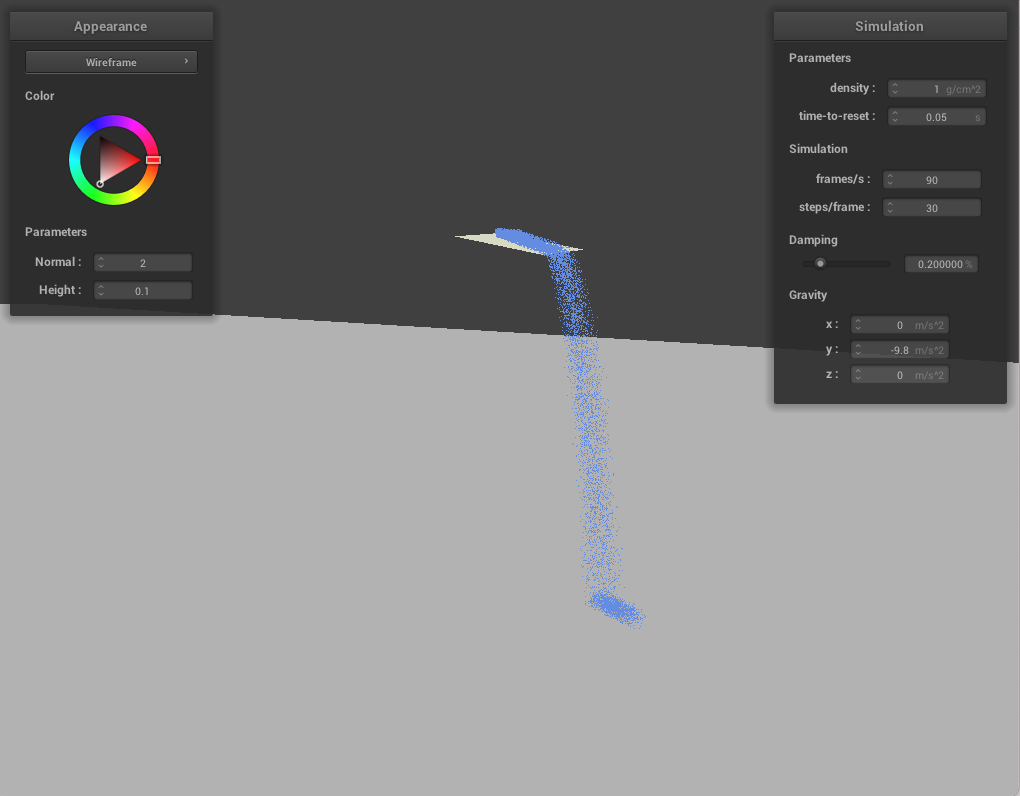 Appearance
Wireframe
Color
Parameters
Normal : 2
Height : 0.1
Simulation
Parameters
density : 1 g/cm^2
time-to-reset : 0.05 s
Simulation
frames/s : 90
steps/frame : 30
Damping
0.200000 %
Gravity
x : 0 m/s^2
y : -9.8 m/s^2
z : 0 m/s^2